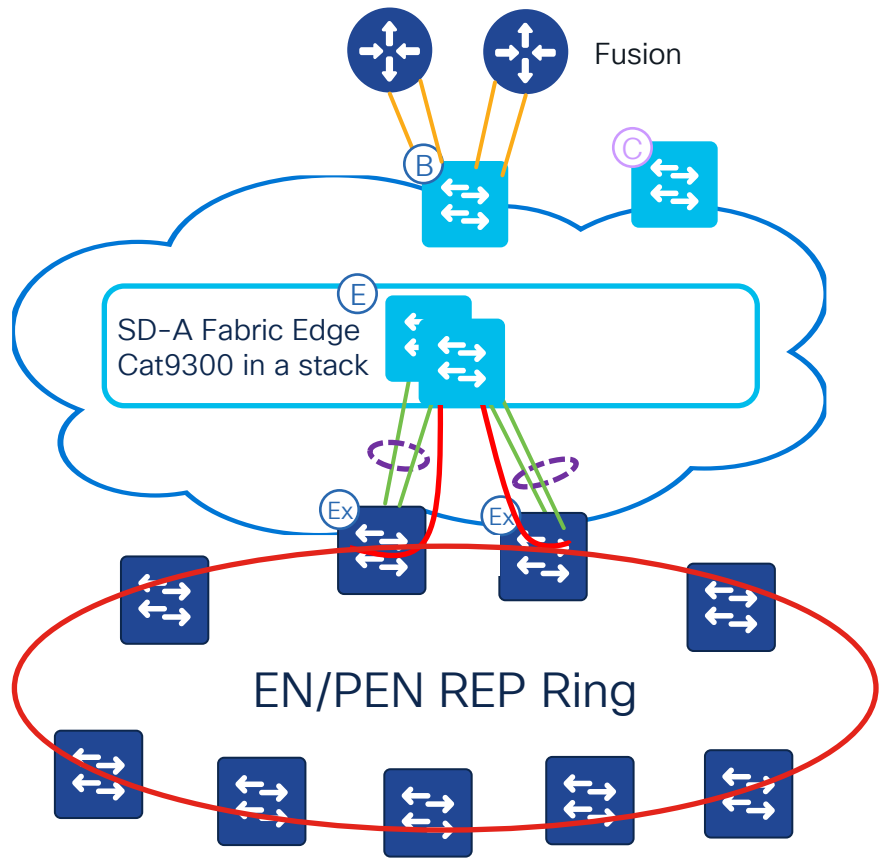 Fusion
C
B
E
SD-A Fabric Edge
Cat9300 in a stack
Ex
Ex
EN/PEN REP Ring